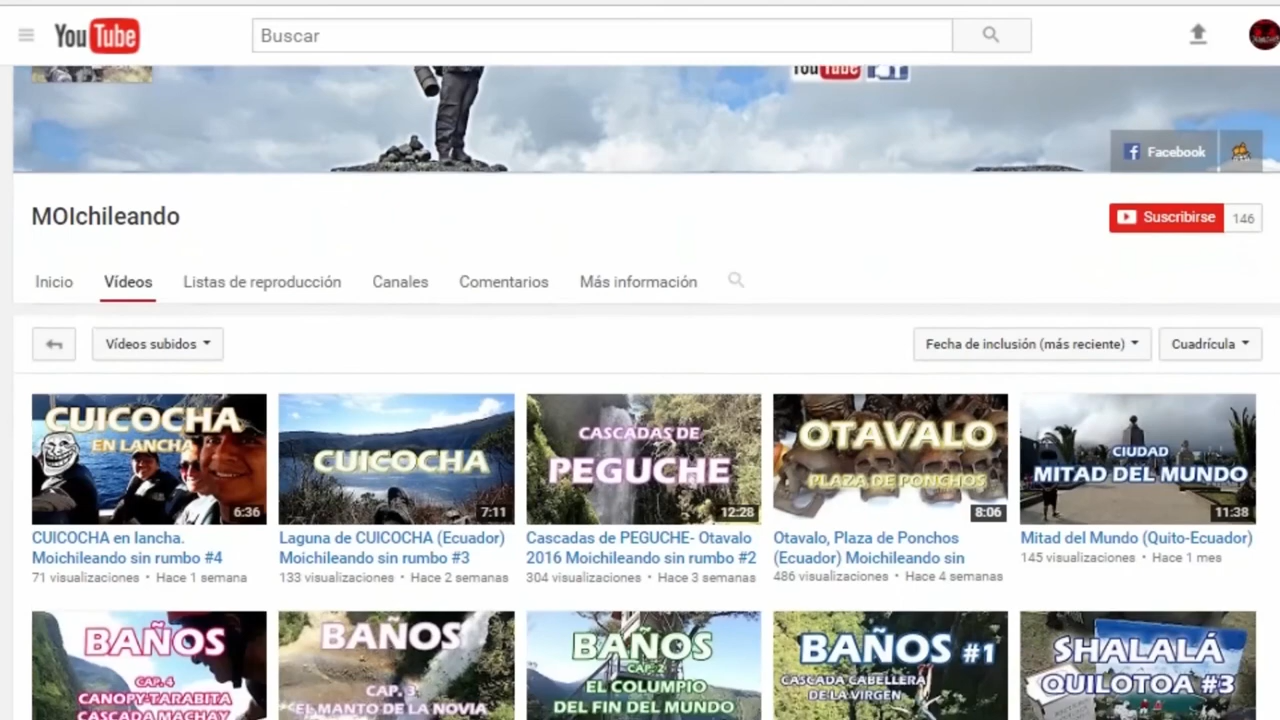 YouTube
Buscar
YouTube
Facebook
MOIchileando
Suscribirse 146
Inicio Vídeos Listas de reproducción Canales Comentarios Más información
Vídeos subidos
Fecha de inclusión (más reciente) Cuadrícula
CUICOCHA
EN LANCHA
6:36
CUICOCHA
7:11
CASCADAS DE
PEGUCHE
12:28
OTAVALO
PLAZA DE PONCHOS
8:06
CIUDAD
MITAD DEL MUNDO
11:38
CUICOCHA en lancha.
Moichileando sin rumbo #4
71 visualizaciones • Hace 1 semana
Laguna de CUICOCHA (Ecuador)
Moichileando sin rumbo #3
133 visualizaciones • Hace 2 semanas
Cascadas de PEGUCHE- Otavalo
2016 Moichileando sin rumbo #2
304 visualizaciones • Hace 3 semanas
Otavalo, Plaza de Ponchos
(Ecuador) Moichileando sin
486 visualizaciones • Hace 4 semanas
Mitad del Mundo (Quito-Ecuador)
145 visualizaciones • Hace 1 mes
BAÑOS
CAP. 4
CANOPY-TARABITA
CASCADA MACHAY
BAÑOS
CAP. 3
EL MANTO DE LA NOVIA
BAÑOS
CAP. 2
EL COLUMPIO
DEL FIN DEL MUNDO
BAÑOS #1
CASCADA CABELLERA
DE LA VIRGEN
SHALALÁ
QUILOTOA #3